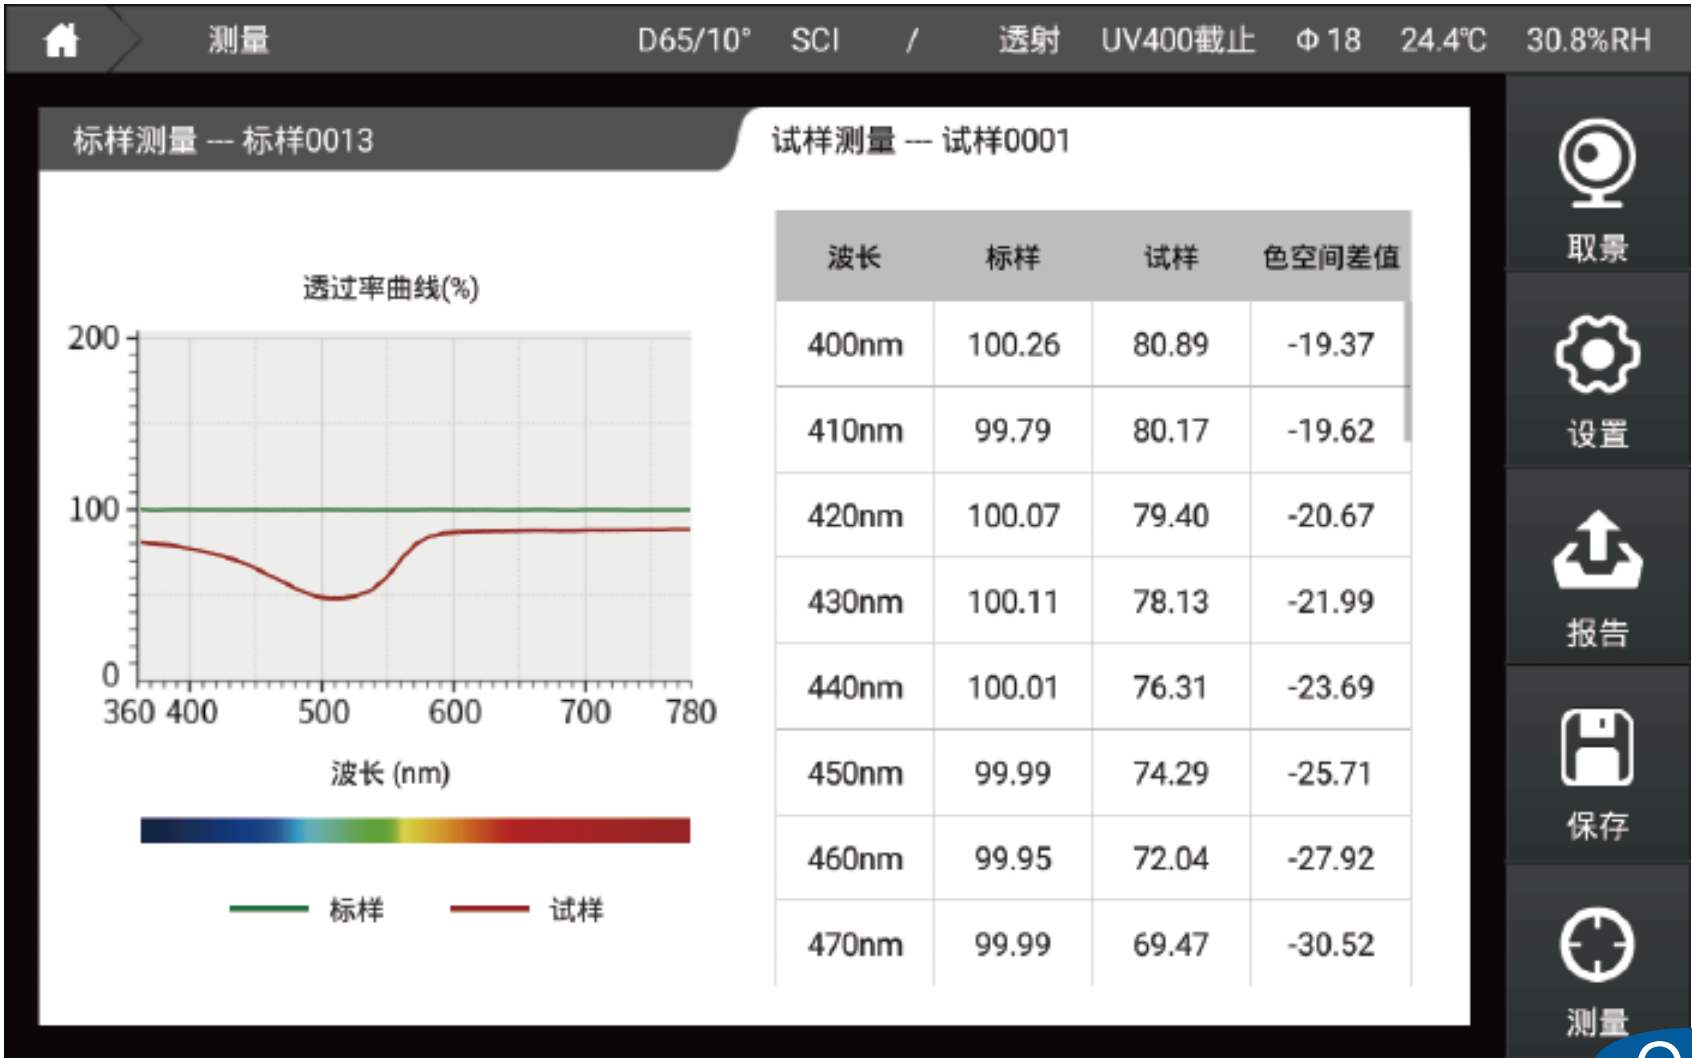 测量 D65/10° SCI / 透射 UV400截止 Φ 18 24.4℃ 30.8%RH
标样测量 --- 标样0013
试样测量 --- 试样0001
透过率曲线(%)
200
100
0
360 400 500 600 700 780
波长 (nm)
标样 试样
波长 标样 试样 色空间差值
400nm 100.26 80.89 -19.37
410nm 99.79 80.17 -19.62
420nm 100.07 79.40 -20.67
430nm 100.11 78.13 -21.99
440nm 100.01 76.31 -23.69
450nm 99.99 74.29 -25.71
460nm 99.95 72.04 -27.92
470nm 99.99 69.47 -30.52
取景
设置
报告
保存
测量